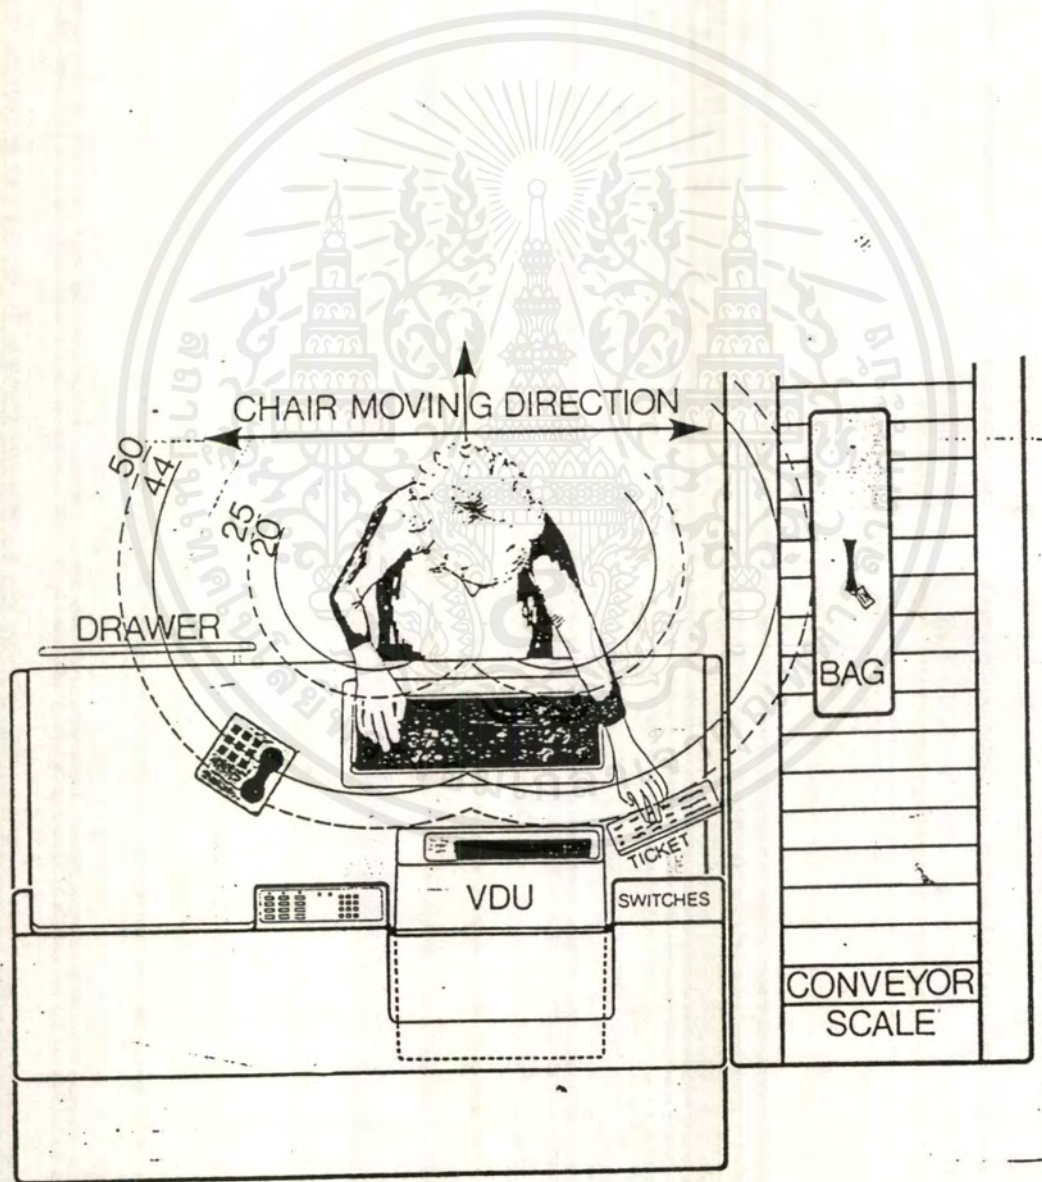 CHAIR MOVING DIRECTION
50
44
25
20
DRAWER
BAG
TICKET
VDU
SWITCHES
CONVEYOR
SCALE